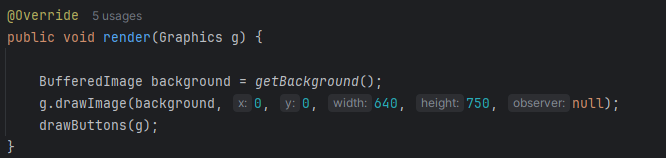 @Override 5 usages
public void render(Graphics g) {
BufferedImage background = getBackground();
g.drawImage(background, x: 0, y: 0, width: 640, height: 750, observer: null);
drawButtons(g);
}